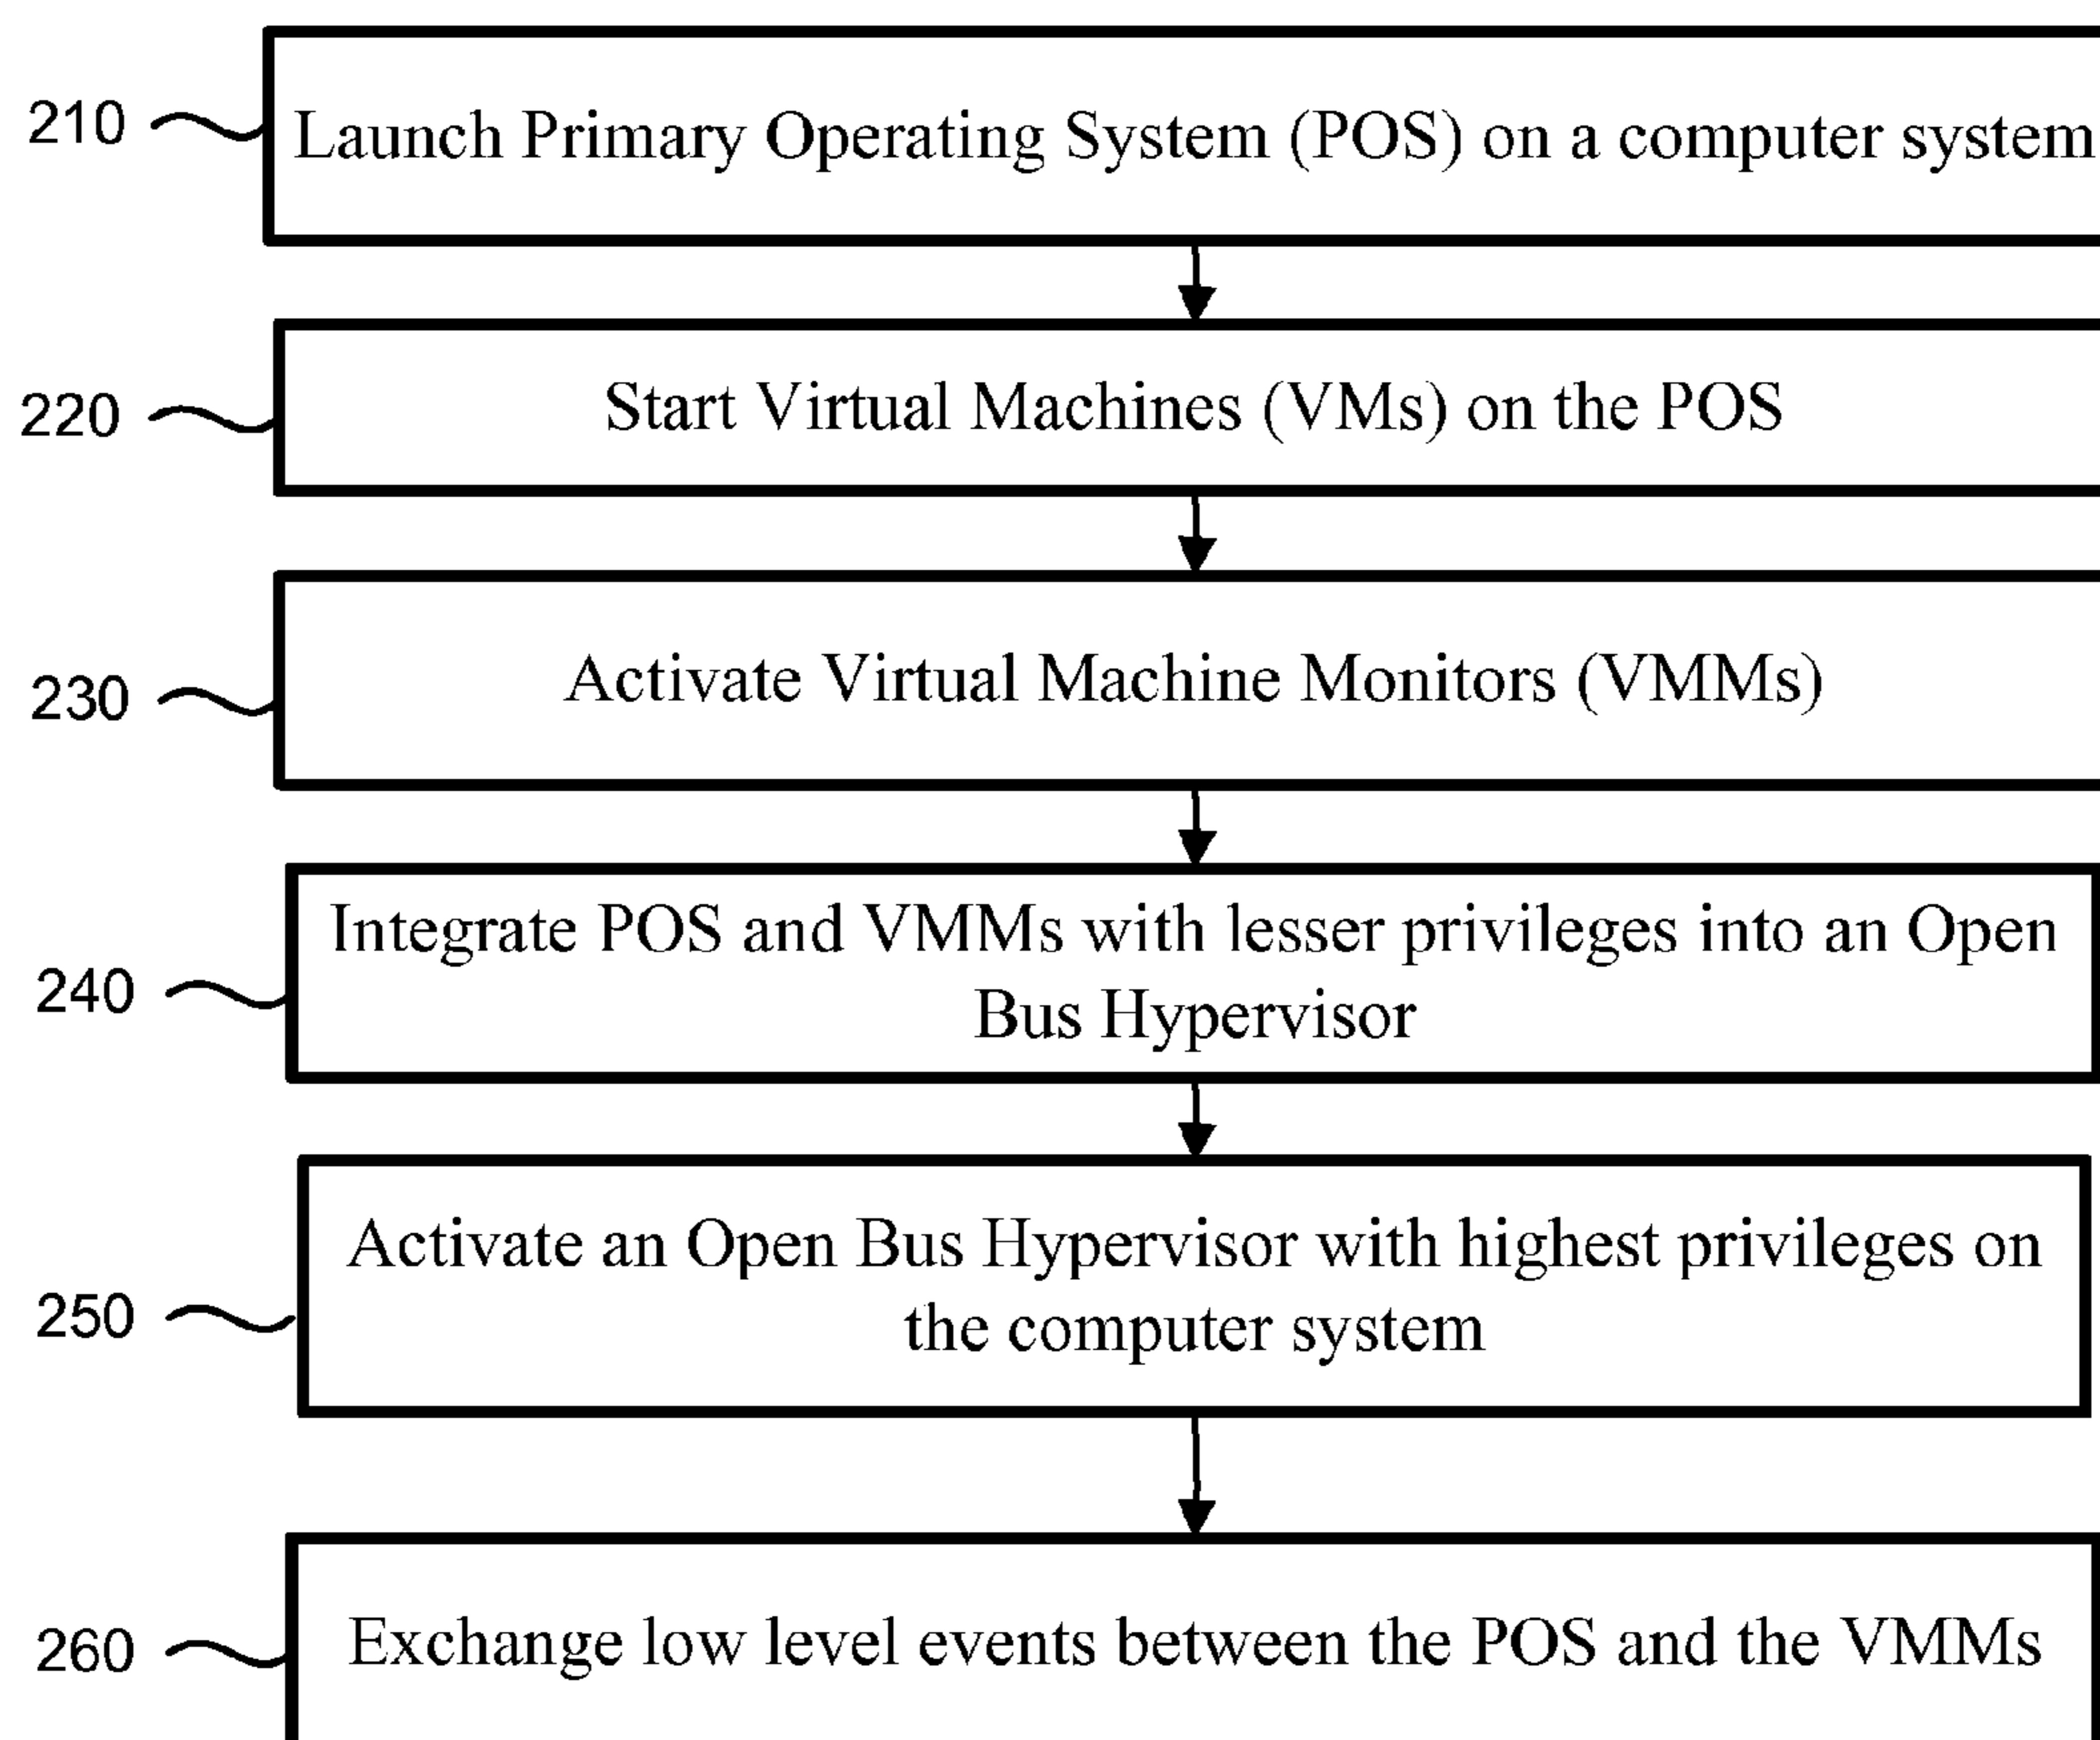 210
Launch Primary Operating System (POS) on a computer system
220
Start Virtual Machines (VMs) on the POS
230
Activate Virtual Machine Monitors (VMMs)
240
Integrate POS and VMMs with lesser privileges into an Open
Bus Hypervisor
250
Activate an Open Bus Hypervisor with highest privileges on
the computer system
260
Exchange low level events between the POS and the VMMs